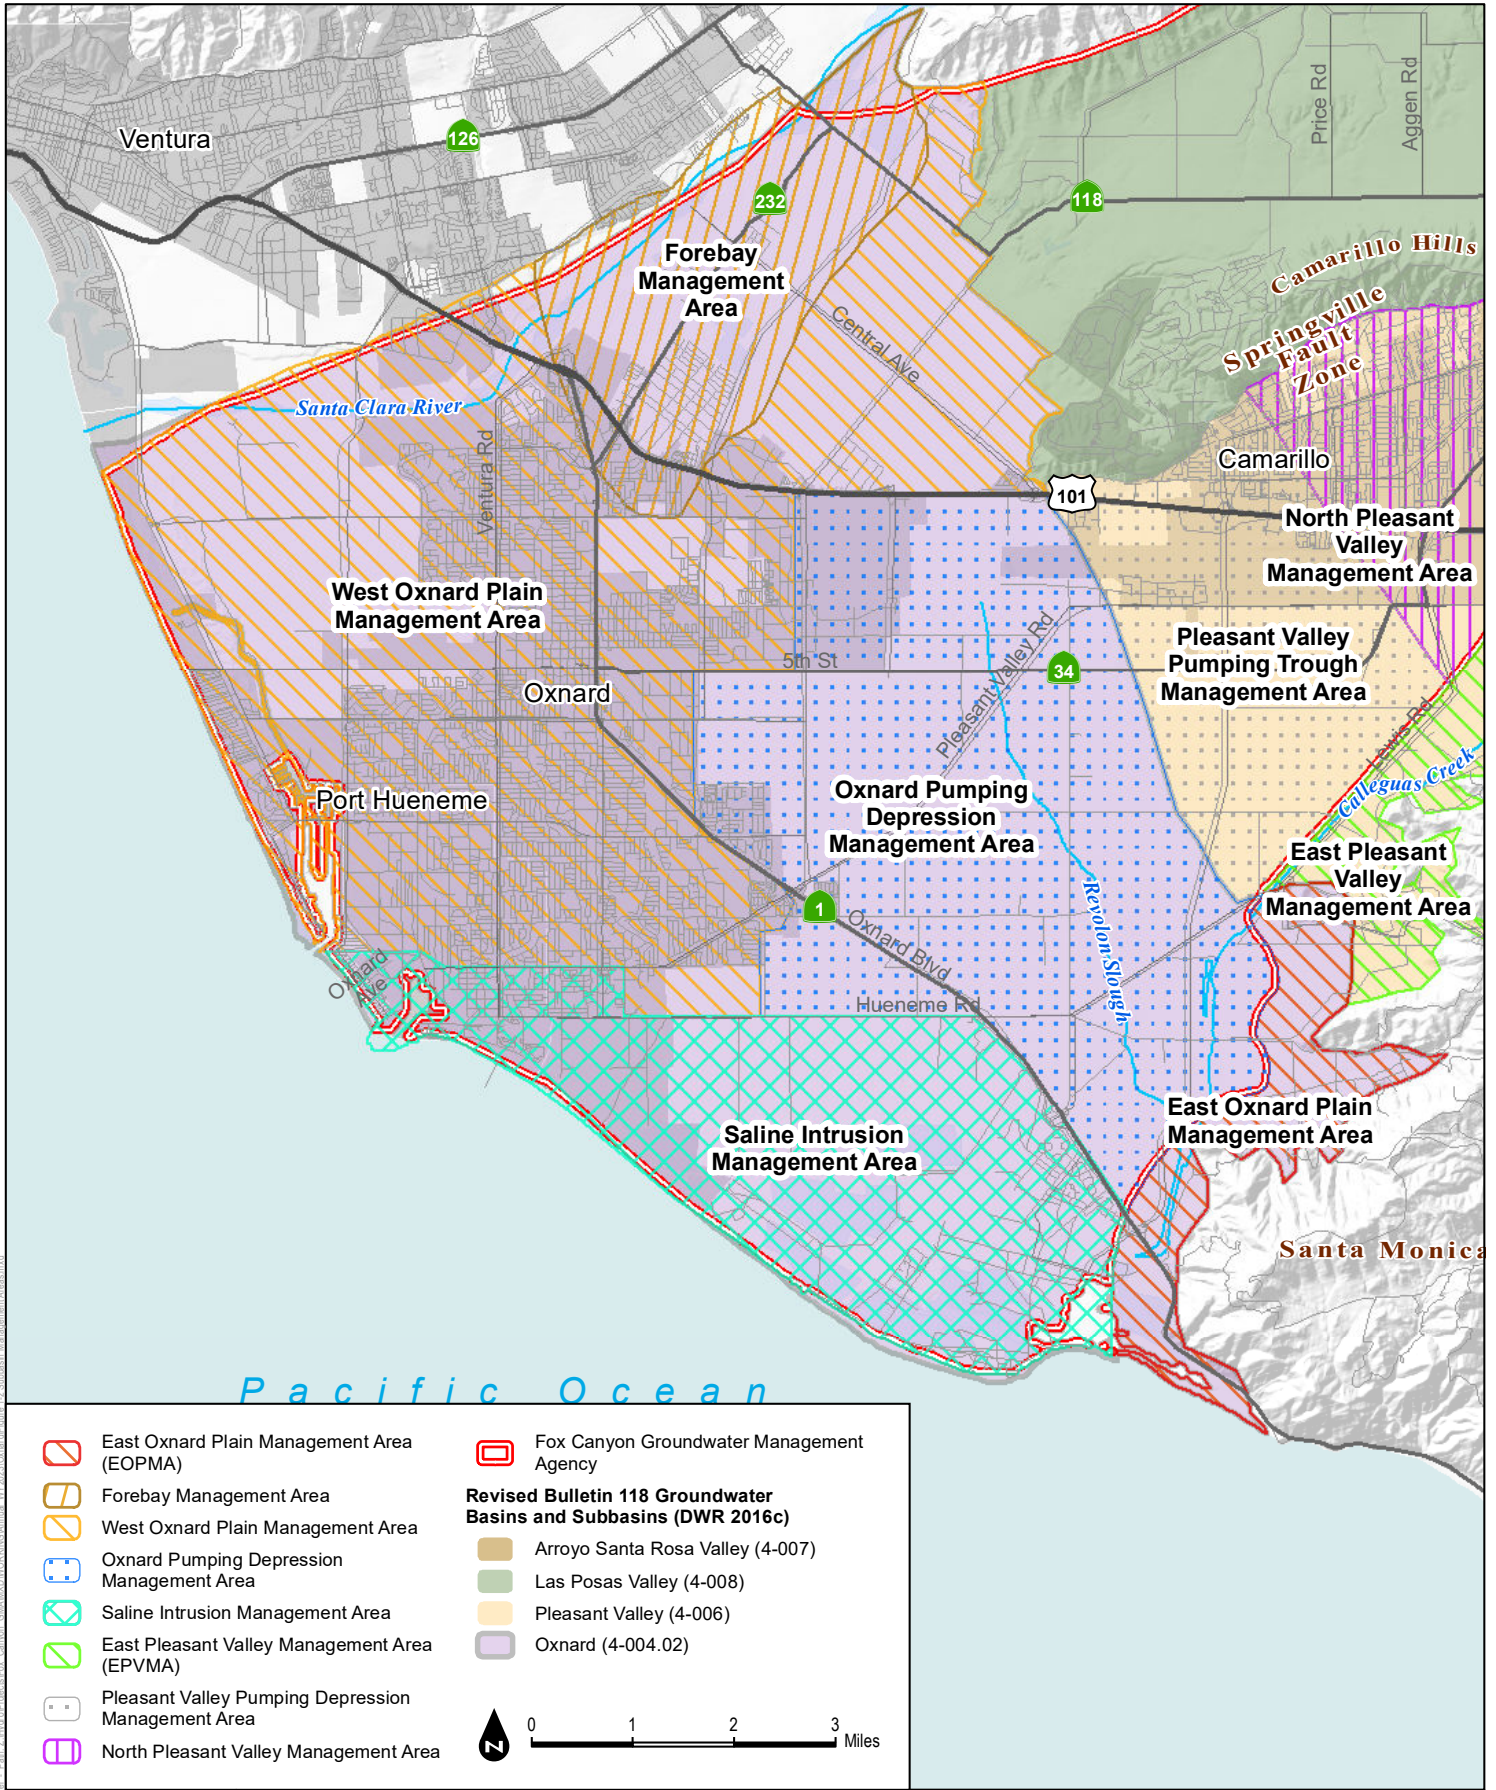 Ventura
126
232
118
Price Rd
Aggen Rd
Camarillo Hills
Springville
Fault
Zone
Forebay
Management
Area
Central Ave
Santa Clara River
Ventura Rd
Camarillo
101
North Pleasant
Valley
Management Area
West Oxnard Plain
Management Area
5th St
Pleasant Valley Rd
34
Pleasant Valley
Pumping Trough
Management Area
Oxnard
Lewis Rd
Calleguas Creek
Port Hueneme
Oxnard Pumping
Depression
Management Area
East Pleasant
Valley
Management Area
1
Oxnard Blvd
Revolon Slough
Oxnard
Ave
Hueneme Rd
East Oxnard Plain
Management Area
Saline Intrusion
Management Area
Santa Monica
Pacific Ocean
East Oxnard Plain Management Area
(EOPMA)
Forebay Management Area
West Oxnard Plain Management Area
Oxnard Pumping Depression
Management Area
Saline Intrusion Management Area
East Pleasant Valley Management Area
(EPVMA)
Pleasant Valley Pumping Depression
Management Area
North Pleasant Valley Management Area
Fox Canyon Groundwater Management
Agency
Revised Bulletin 118 Groundwater
Basins and Subbasins (DWR 2016c)
Arroyo Santa Rosa Valley (4-007)
Las Posas Valley (4-008)
Pleasant Valley (4-006)
Oxnard (4-004.02)
N
0 1 2 3
Miles